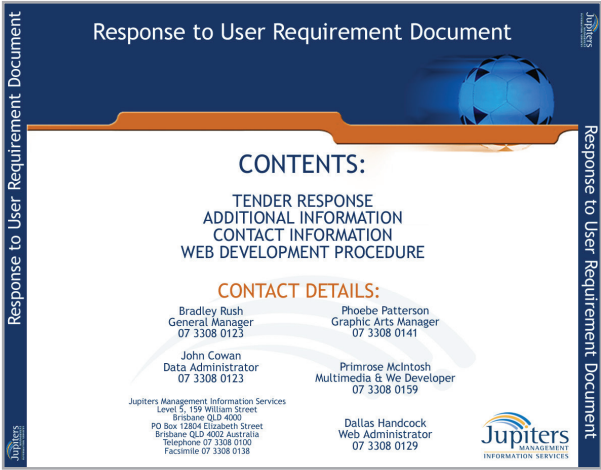 Response to User Requirement Document
Response to User Requirement Document
Jupiters
MANAGEMENT
INFORMATION SERVICES
CONTENTS:
TENDER RESPONSE
ADDITIONAL INFORMATION
CONTACT INFORMATION
WEB DEVELOPMENT PROCEDURE
CONTACT DETAILS:
Bradley Rush
General Manager
07 3308 0123
John Cowan
Data Administrator
07 3308 0123
Jupiters Management Information Services
Level 5, 159 William Street
Brisbane QLD 4000
PO Box 12804 Elizabeth Street
Brisbane QLD 4002 Australia
Telephone 07 3308 0100
Facsimile 07 3308 0138
Phoebe Patterson
Graphic Arts Manager
07 3308 0141
Primrose McIntosh
Multimedia & We Developer
07 3308 0159
Dallas Handcock
Web Administrator
07 3308 0129
Jupiters
MANAGEMENT
INFORMATION SERVICES
Jupiters
Response to User Requirement Document